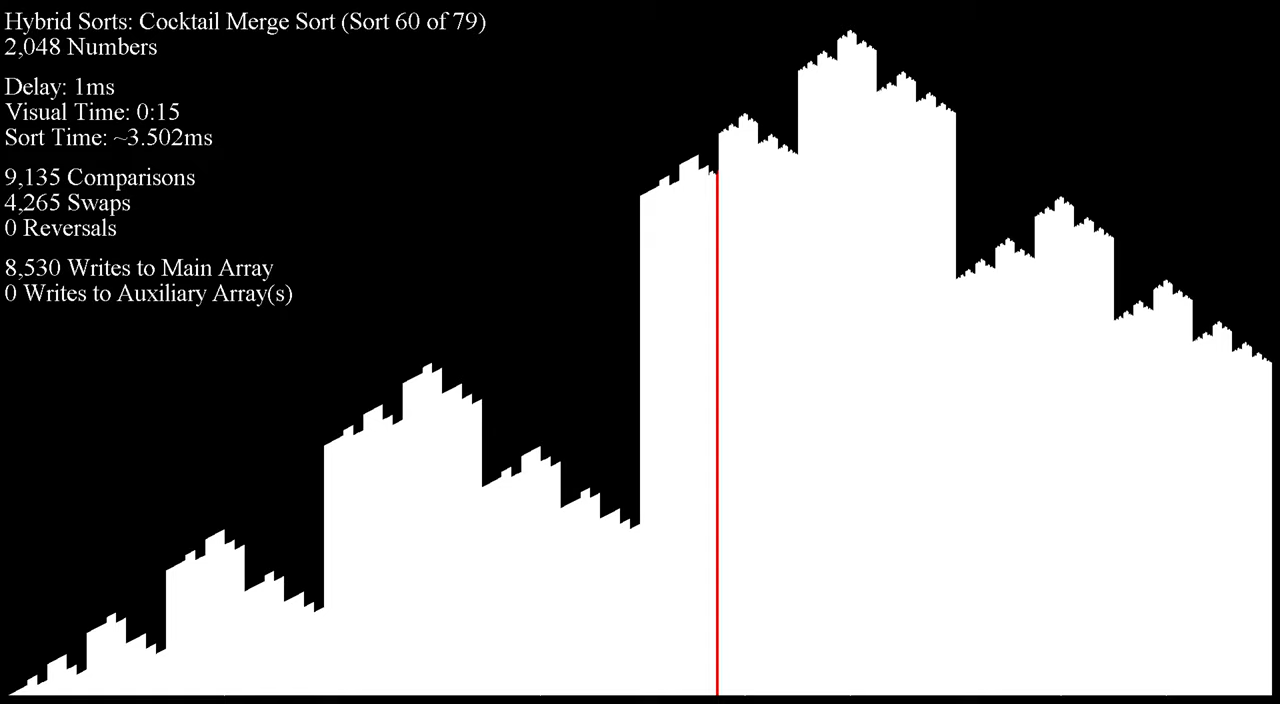 Hybrid Sorts: Cocktail Merge Sort (Sort 60 of 79)
2,048 Numbers
Delay: 1ms
Visual Time: 0:15
Sort Time: ~3.502ms
9,135 Comparisons
4,265 Swaps
0 Reversals
8,530 Writes to Main Array
0 Writes to Auxiliary Array(s)